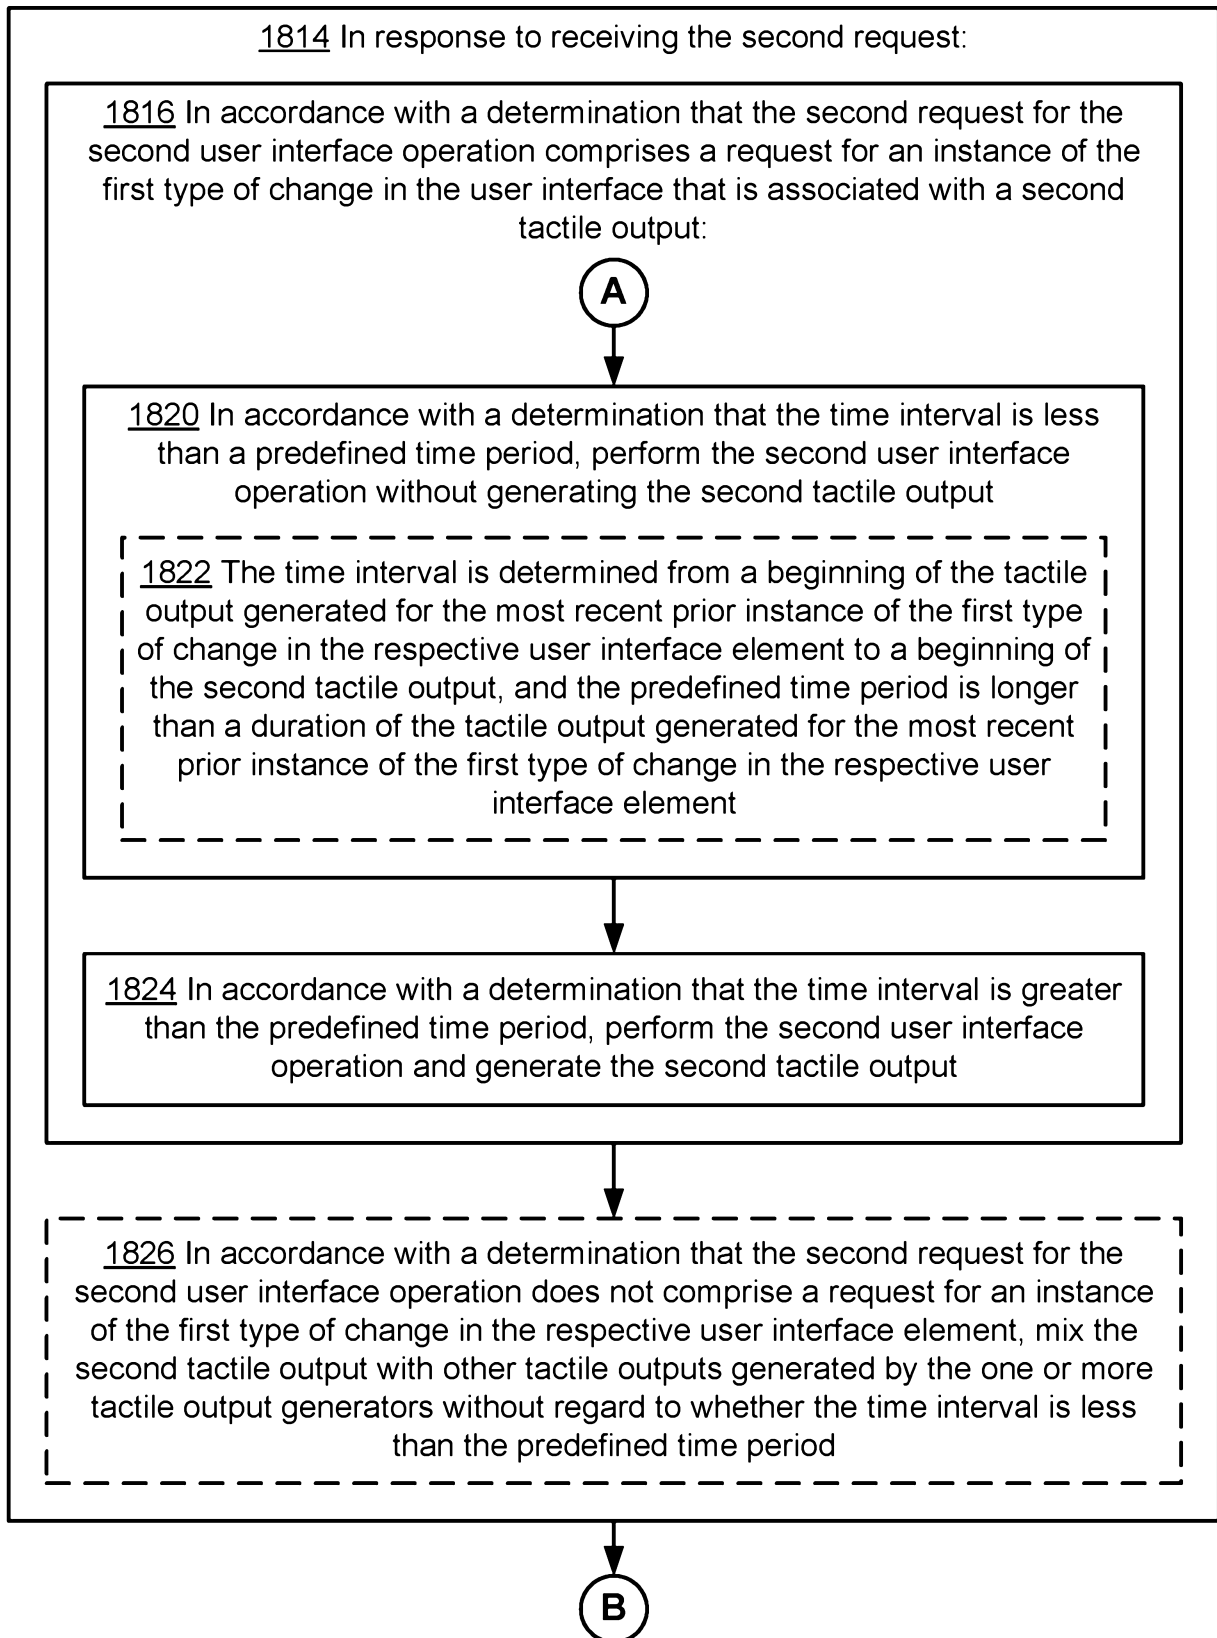 1814 In response to receiving the second request:
1816 In accordance with a determination that the second request for the
second user interface operation comprises a request for an instance of the
first type of change in the user interface that is associated with a second
tactile output:
A
1820 In accordance with a determination that the time interval is less
than a predefined time period, perform the second user interface
operation without generating the second tactile output
1822 The time interval is determined from a beginning of the tactile
output generated for the most recent prior instance of the first type
of change in the respective user interface element to a beginning of
the second tactile output, and the predefined time period is longer
than a duration of the tactile output generated for the most recent
prior instance of the first type of change in the respective user
interface element
1824 In accordance with a determination that the time interval is greater
than the predefined time period, perform the second user interface
operation and generate the second tactile output
1826 In accordance with a determination that the second request for the
second user interface operation does not comprise a request for an instance
of the first type of change in the respective user interface element, mix the
second tactile output with other tactile outputs generated by the one or more
tactile output generators without regard to whether the time interval is less
than the predefined time period
B